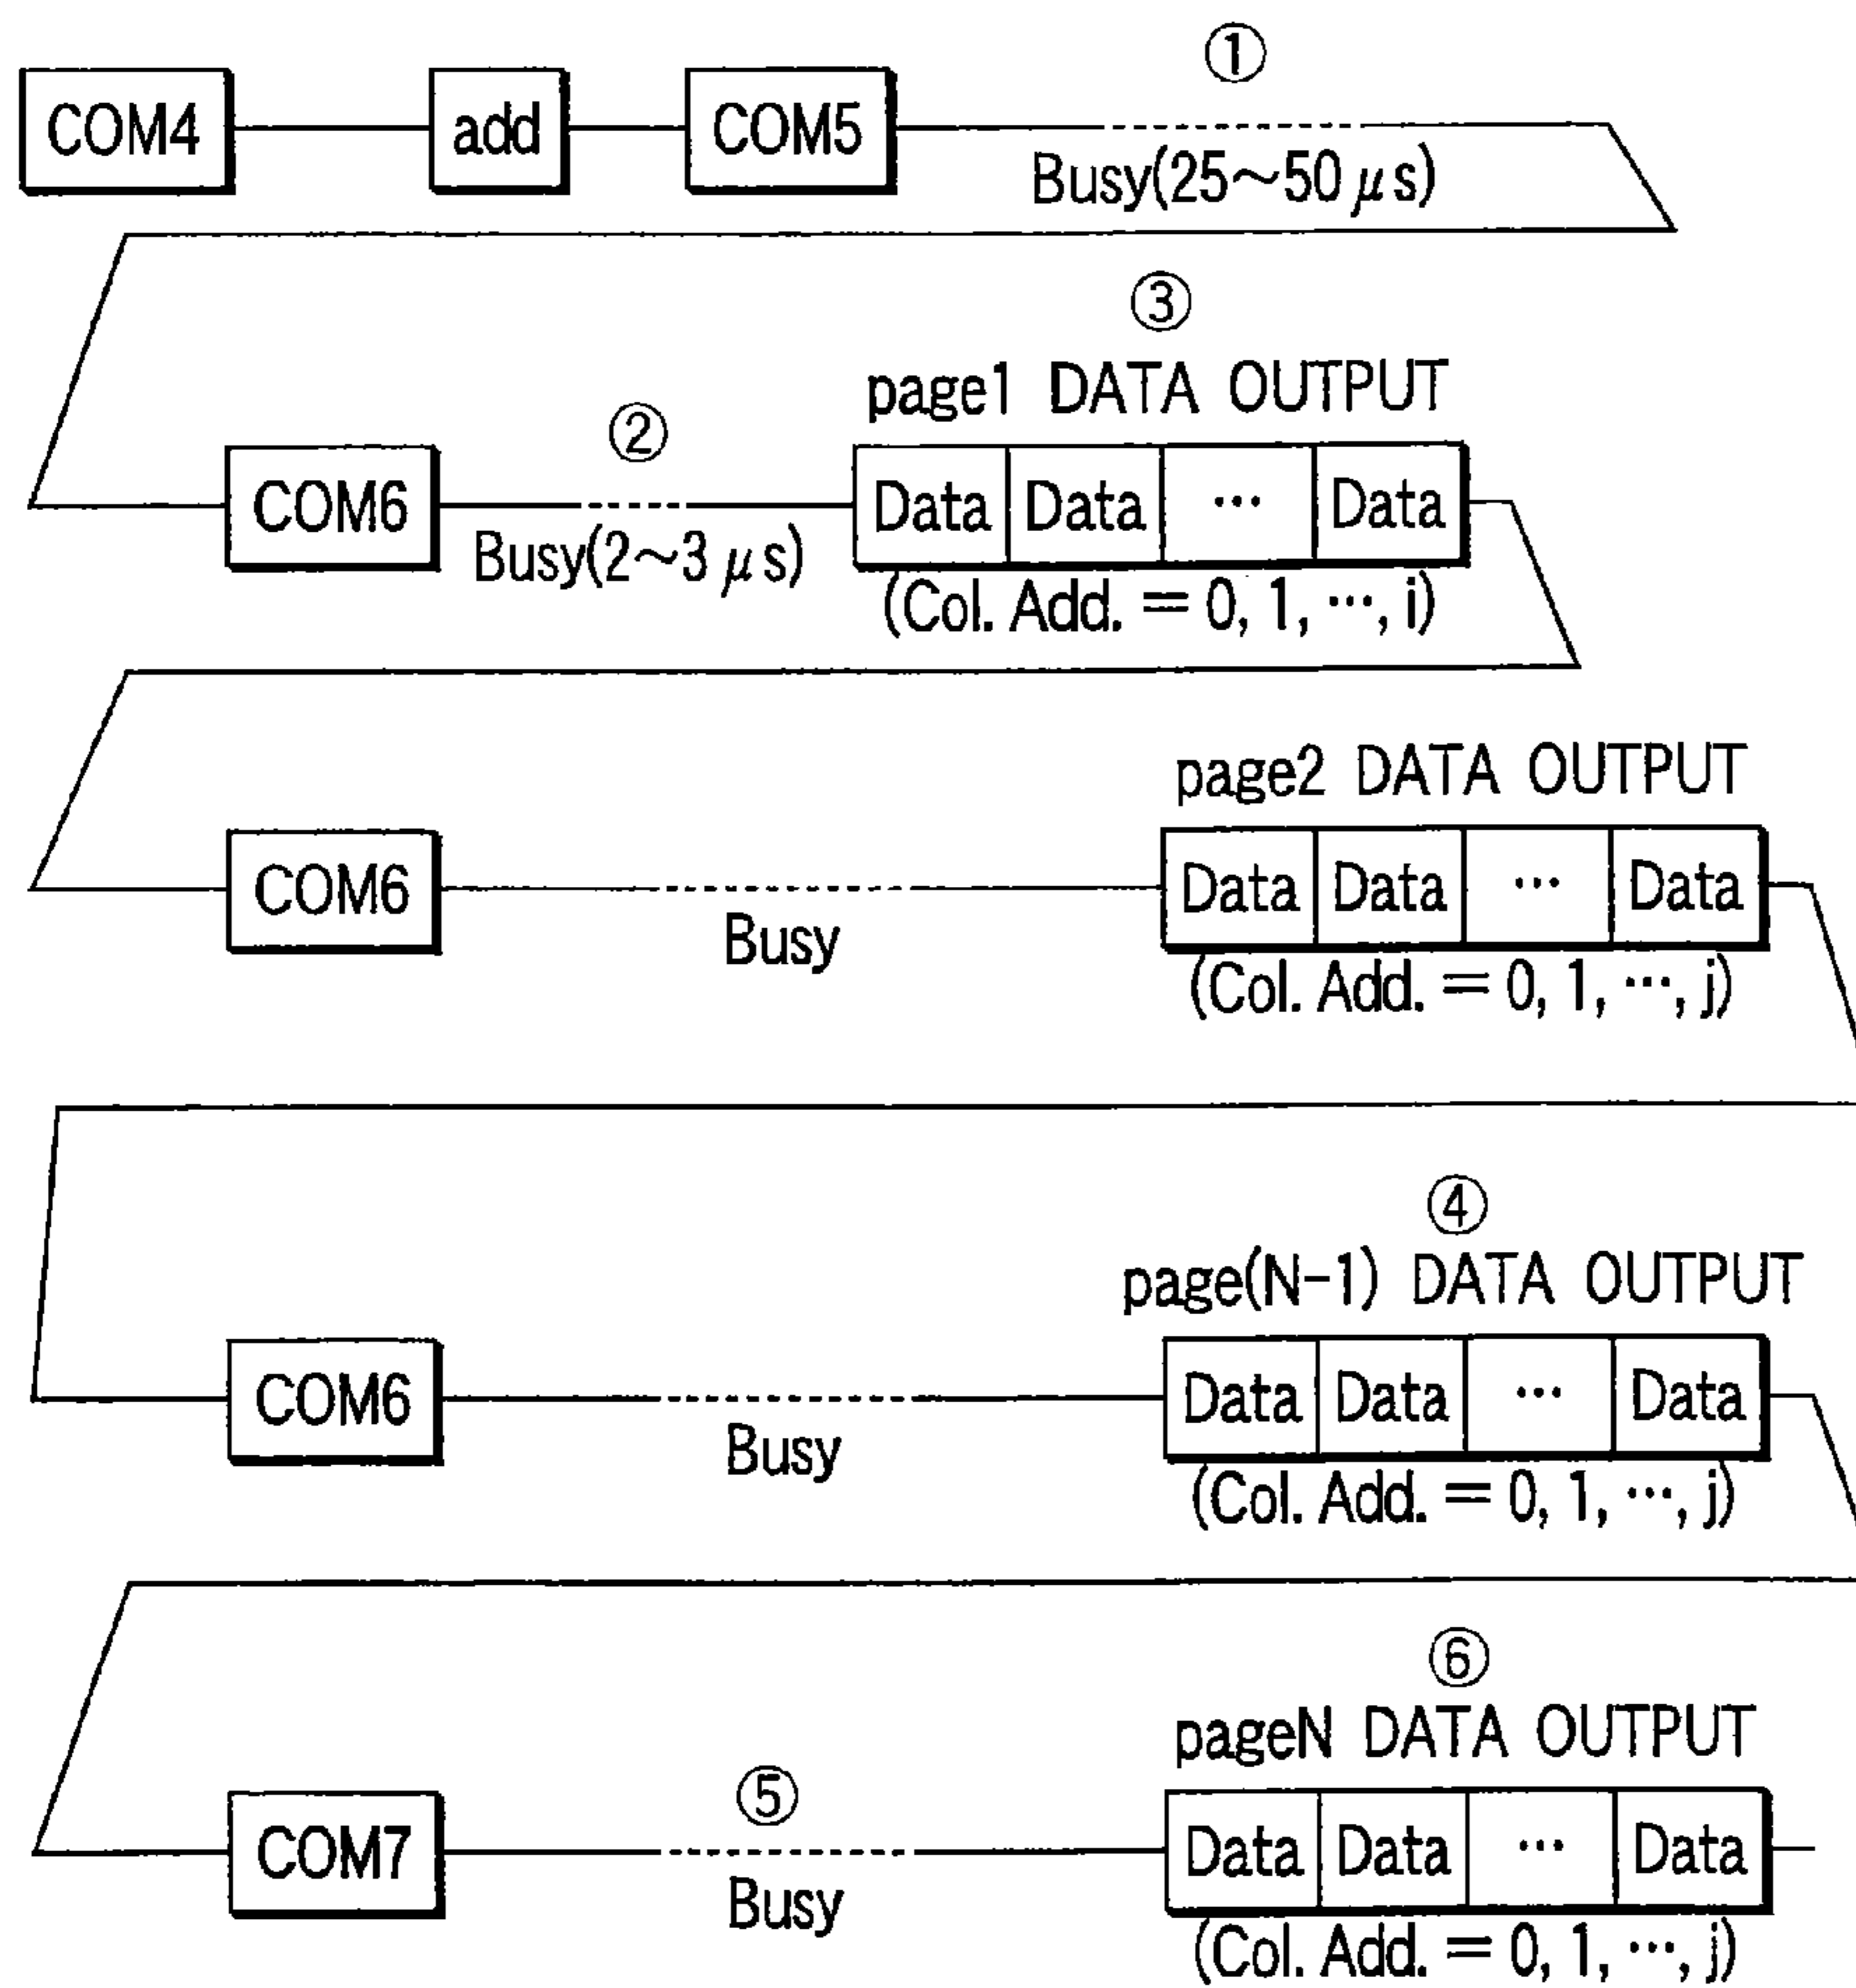 ①
COM4 add COM5
Busy(25~50 μs)
③
page1 DATA OUTPUT
②
COM6 Data Data ··· Data
Busy(2~3 μs)
(Col. Add. = 0, 1, ···, i)
page2 DATA OUTPUT
COM6 Data Data ··· Data
Busy
(Col. Add. = 0, 1, ···, j)
④
page(N-1) DATA OUTPUT
COM6 Data Data ··· Data
Busy
(Col. Add. = 0, 1, ···, j)
⑥
pageN DATA OUTPUT
⑤
COM7 Data Data ··· Data
Busy
(Col. Add. = 0, 1, ···, j)